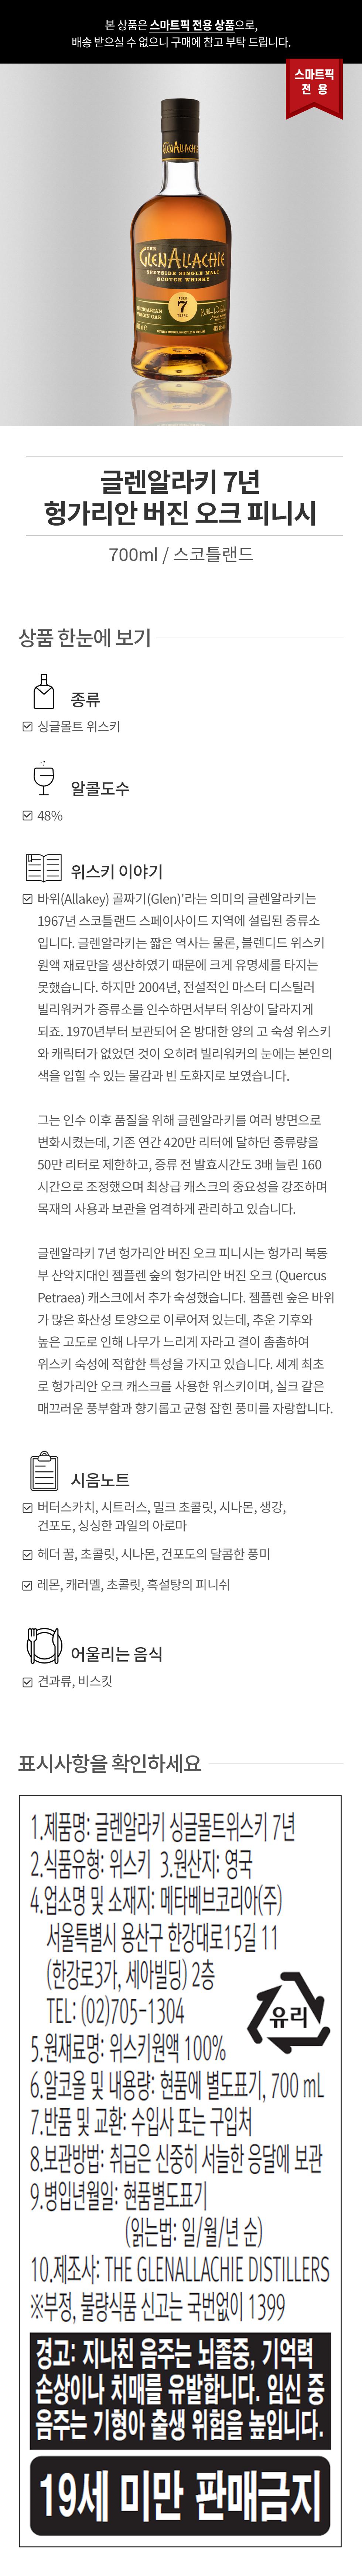 본 상품은 스마트픽 전용 상품으로,
배송 받으실 수 없으니 구매에 참고 부탁 드립니다.
스마트픽
전 용
GLENALLACHIE
THE
GLENALLACHIE
SPEYSIDE SINGLE MALT
SCOTCH WHISKY
AGED
7
YEARS
HUNGARIAN
VIRGIN OAK
글렌알라키 7년
헝가리안 버진 오크 피니시
700ml / 스코틀랜드
상품 한눈에 보기
종류
싱글몰트 위스키
알콜도수
48%
위스키 이야기
바위(Allakey) 골짜기(Glen)'라는 의미의 글렌알라키는
1967년 스코틀랜드 스페이사이드 지역에 설립된 증류소
입니다. 글렌알라키는 짧은 역사는 물론, 블렌디드 위스키
원액 재료만을 생산하였기 때문에 크게 유명세를 타지는
못했습니다. 하지만 2004년, 전설적인 마스터 디스틸러
빌리워커가 증류소를 인수하면서부터 위상이 달라지게
되죠. 1970년부터 보관되어 온 방대한 양의 고 숙성 위스키
와 캐릭터가 없었던 것이 오히려 빌리워커의 눈에는 본인의
색을 입힐 수 있는 물감과 빈 도화지로 보였습니다.
그는 인수 이후 품질을 위해 글렌알라키를 여러 방면으로
변화시켰는데, 기존 연간 420만 리터에 달하던 증류량을
50만 리터로 제한하고, 증류 전 발효시간도 3배 늘린 160
시간으로 조정했으며 최상급 캐스크의 중요성을 강조하며
목재의 사용과 보관을 엄격하게 관리하고 있습니다.
글렌알라키 7년 헝가리안 버진 오크 피니시는 헝가리 북동
부 산악지대인 젬플렌 숲의 헝가리안 버진 오크 (Quercus
Petraea) 캐스크에서 추가 숙성했습니다. 젬플렌 숲은 바위
가 많은 화산성 토양으로 이루어져 있는데, 추운 기후와
높은 고도로 인해 나무가 느리게 자라고 결이 촘촘하여
위스키 숙성에 적합한 특성을 가지고 있습니다. 세계 최초
로 헝가리안 오크 캐스크를 사용한 위스키이며, 실크 같은
매끄러운 풍부함과 향기롭고 균형 잡힌 풍미를 자랑합니다.
시음노트
버터스카치, 시트러스, 밀크 초콜릿, 시나몬, 생강,
건포도, 싱싱한 과일의 아로마
헤더 꿀, 초콜릿, 시나몬, 건포도의 달콤한 풍미
레몬, 캐러멜, 초콜릿, 흑설탕의 피니쉬
어울리는 음식
견과류, 비스킷
표시사항을 확인하세요
1.제품명: 글렌알라키 싱글몰트위스키 7년
2.식품유형: 위스키 3.원산지: 영국
4.업소명 및 소재지: 메타베브코리아(주)
서울특별시 용산구 한강대로15길 11
(한강로3가, 세아빌딩) 2층
TEL: (02)705-1304
유리
5.원재료명: 위스키원액 100%
6.알코올 및 내용량: 현품에 별도표기, 700 mL
7.반품 및 교환: 수입사 또는 구입처
8.보관방법: 취급은 신중히 서늘한 응달에 보관
9.병입년월일: 현품별도표기
(읽는법: 일/월/년 순)
10.제조사: THE GLENALLACHIE DISTILLERS
※부정, 불량식품 신고는 국번없이 1399
경고: 지나친 음주는 뇌졸중, 기억력
손상이나 치매를 유발합니다. 임신 중
음주는 기형아 출생 위험을 높입니다.
19세 미만 판매금지